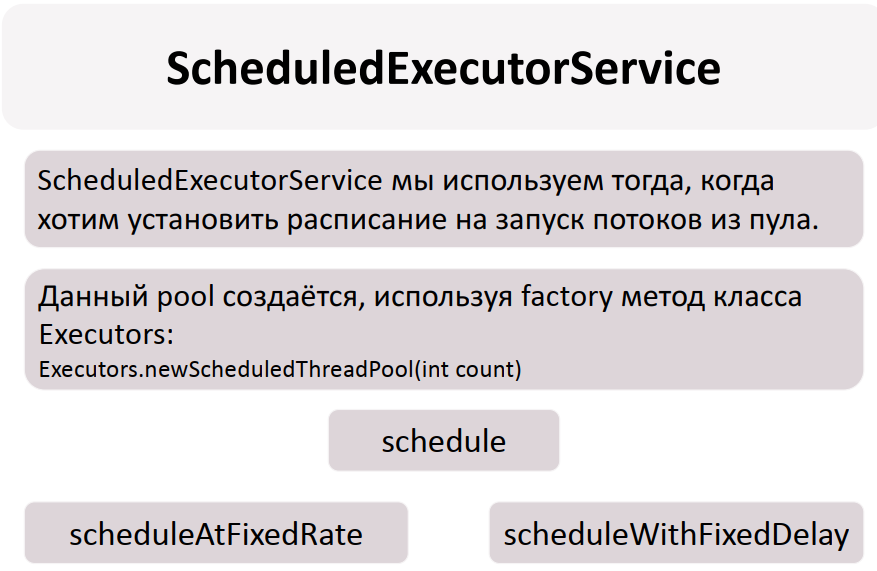 ScheduledExecutorService
ScheduledExecutorService мы используем тогда, когда
хотим установить расписание на запуск потоков из пула.
Данный pool создаётся, используя factory метод класса
Executors:
Executors.newScheduledThreadPool(int count)
schedule
scheduleAtFixedRate
scheduleWithFixedDelay